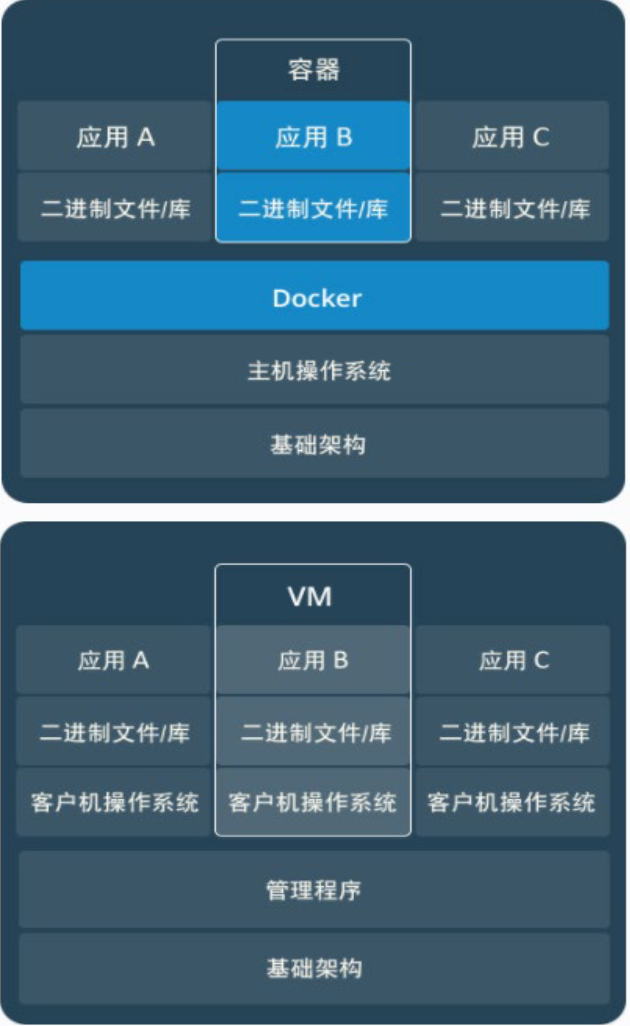 容器
应用 A 应用 B 应用 C
二进制文件/库 二进制文件/库 二进制文件/库
Docker
主机操作系统
基础架构
VM
应用 A 应用 B 应用 C
二进制文件/库 二进制文件/库 二进制文件/库
客户机操作系统 客户机操作系统 客户机操作系统
管理程序
基础架构